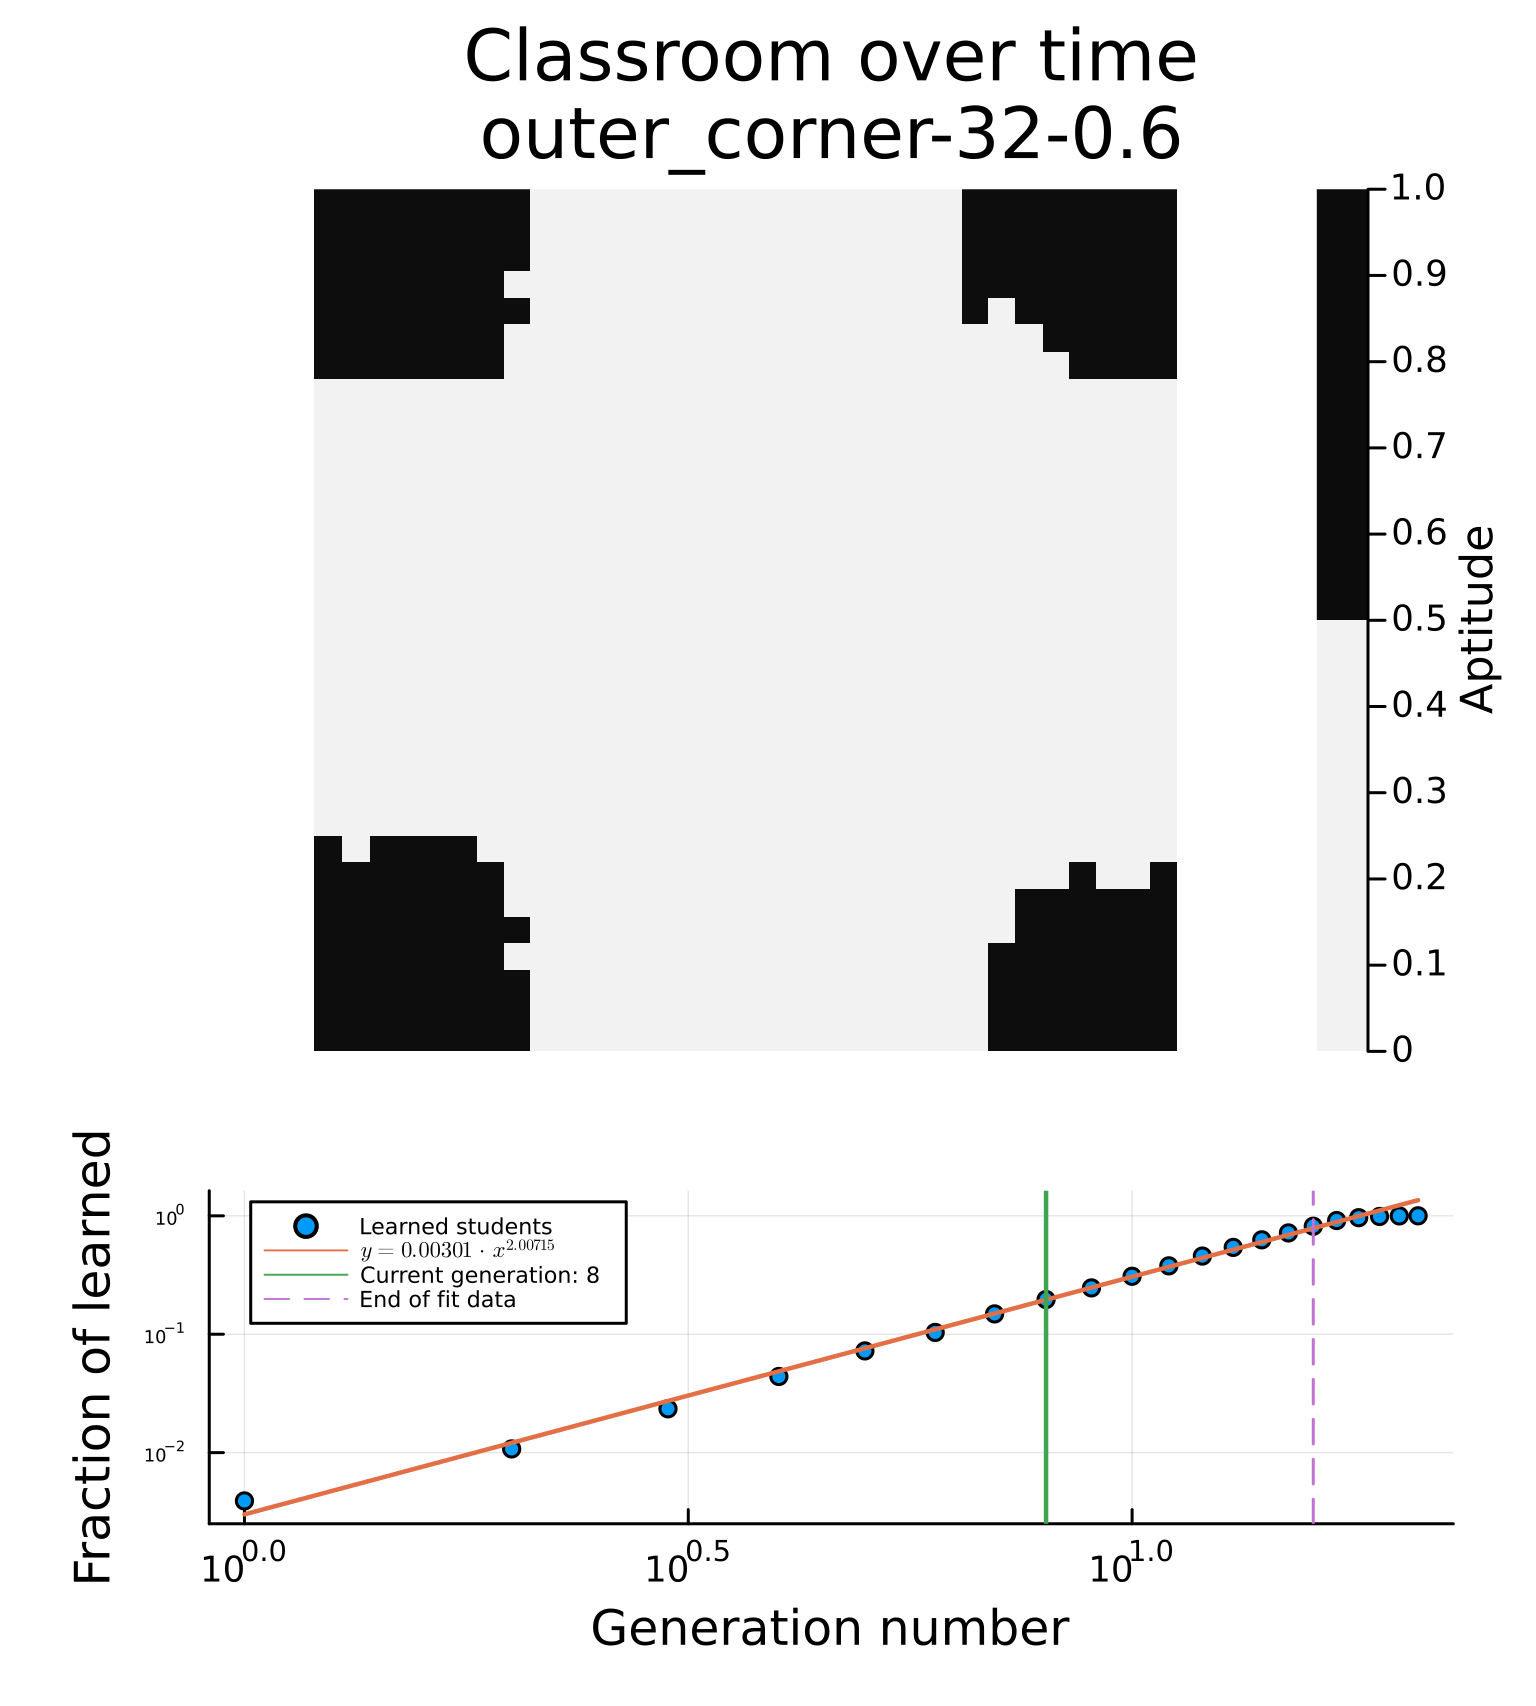 Classroom over time
outer_corner-32-0.6
1.0
0.9
0.8
0.7
0.6
0.5
0.4
0.3
0.2
0.1
0
Aptitude
Fraction of learned
10^0
10^-1
10^-2
Learned students
y = 0.00301 · x^2.00715
Current generation: 8
End of fit data
10^0.0
10^0.5
10^1.0
Generation number